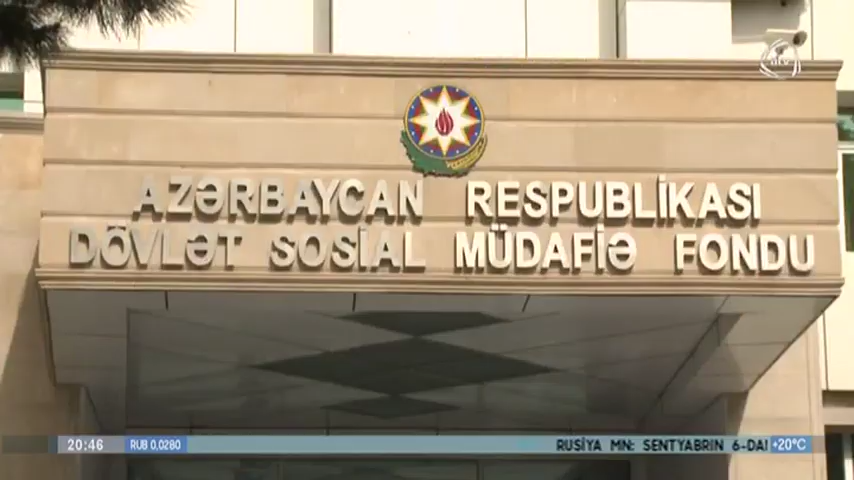 AZƏRBAYCAN RESPUBLİKASI
DÖVLƏT SOSİAL MÜDAFİƏ FONDU
20:46 RUB 0.0280 RUSİYA MN: SENTYABRIN 6-DAI +20°C